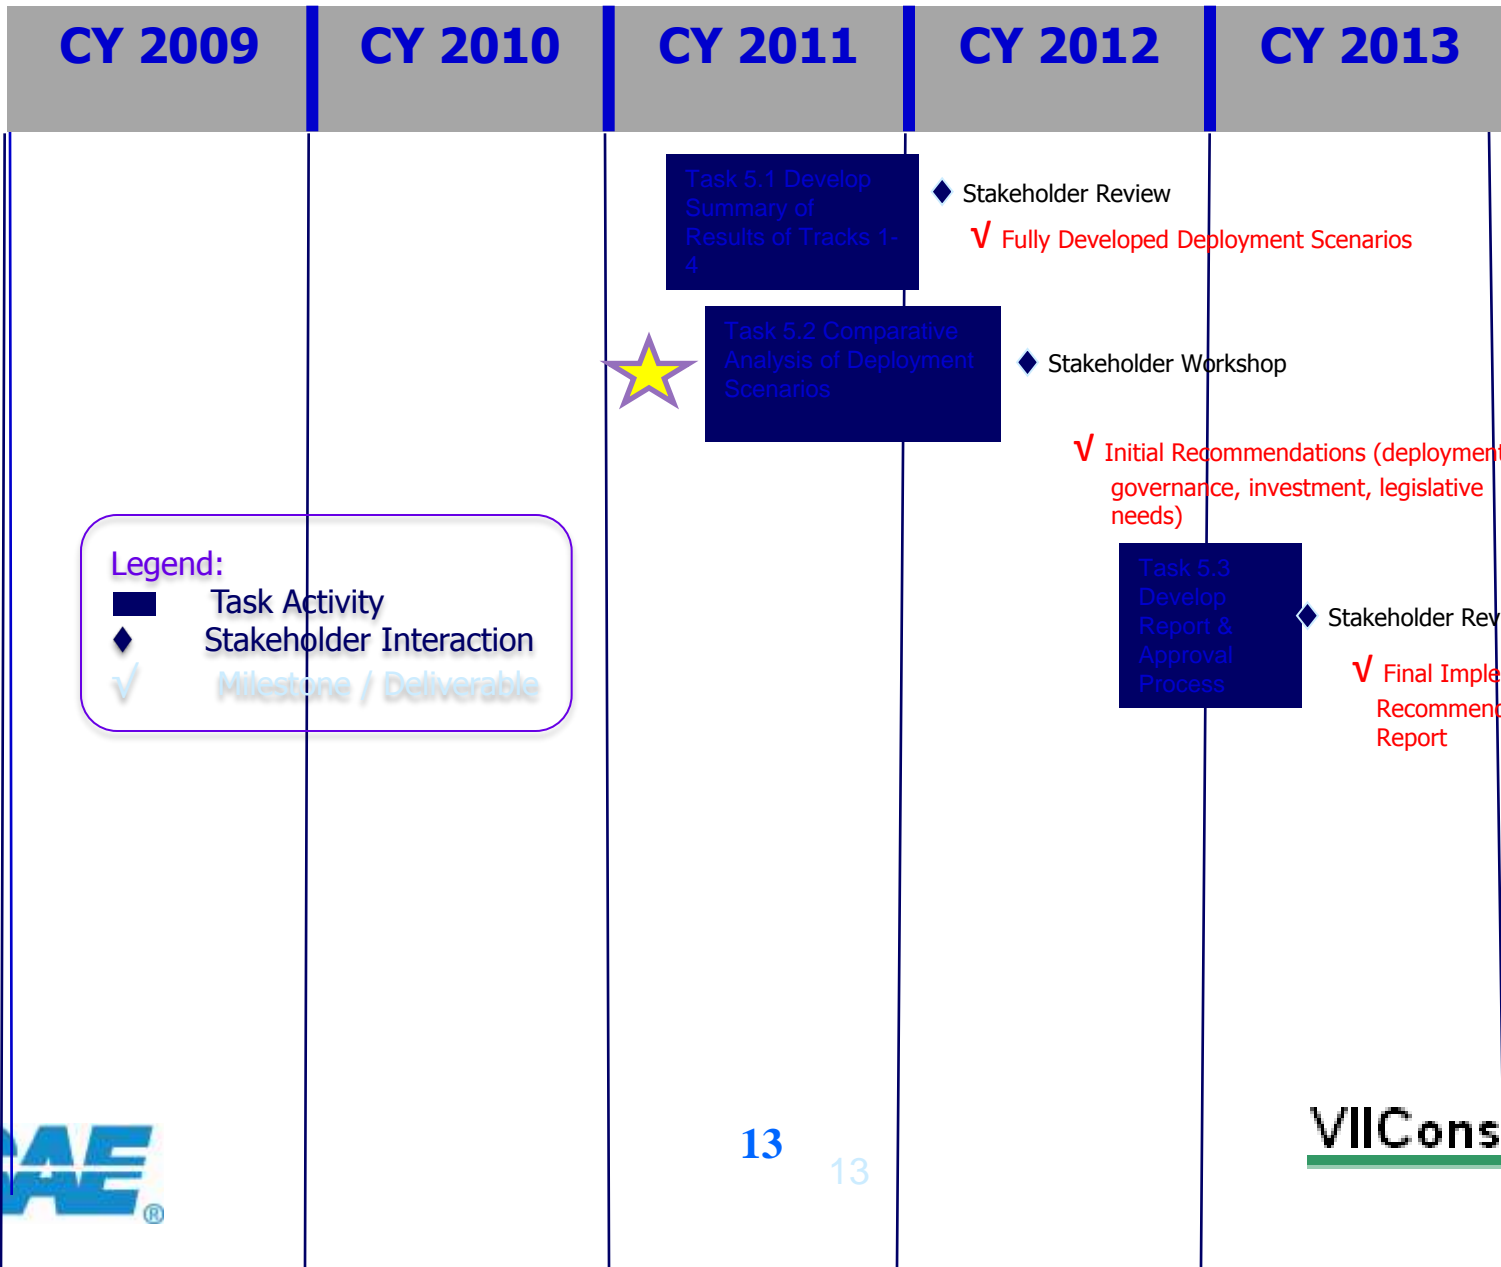 CY 2009 CY 2010 CY 2011 CY 2012 CY 2013
Task 5.1 Develop
Summary of
Results of Tracks 1-
4
♦ Stakeholder Review
√ Fully Developed Deployment Scenarios
Task 5.2 Comparative
Analysis of Deployment
Scenarios
♦ Stakeholder Workshop
√ Initial Recommendations (deployment
governance, investment, legislative
needs)
Legend:
Task Activity
♦ Stakeholder Interaction
√ Milestone / Deliverable
Task 5.3
Develop
Report &
Approval
Process
♦ Stakeholder Rev
√ Final Imple
Recommend
Report
AE®
13
13
VIICons